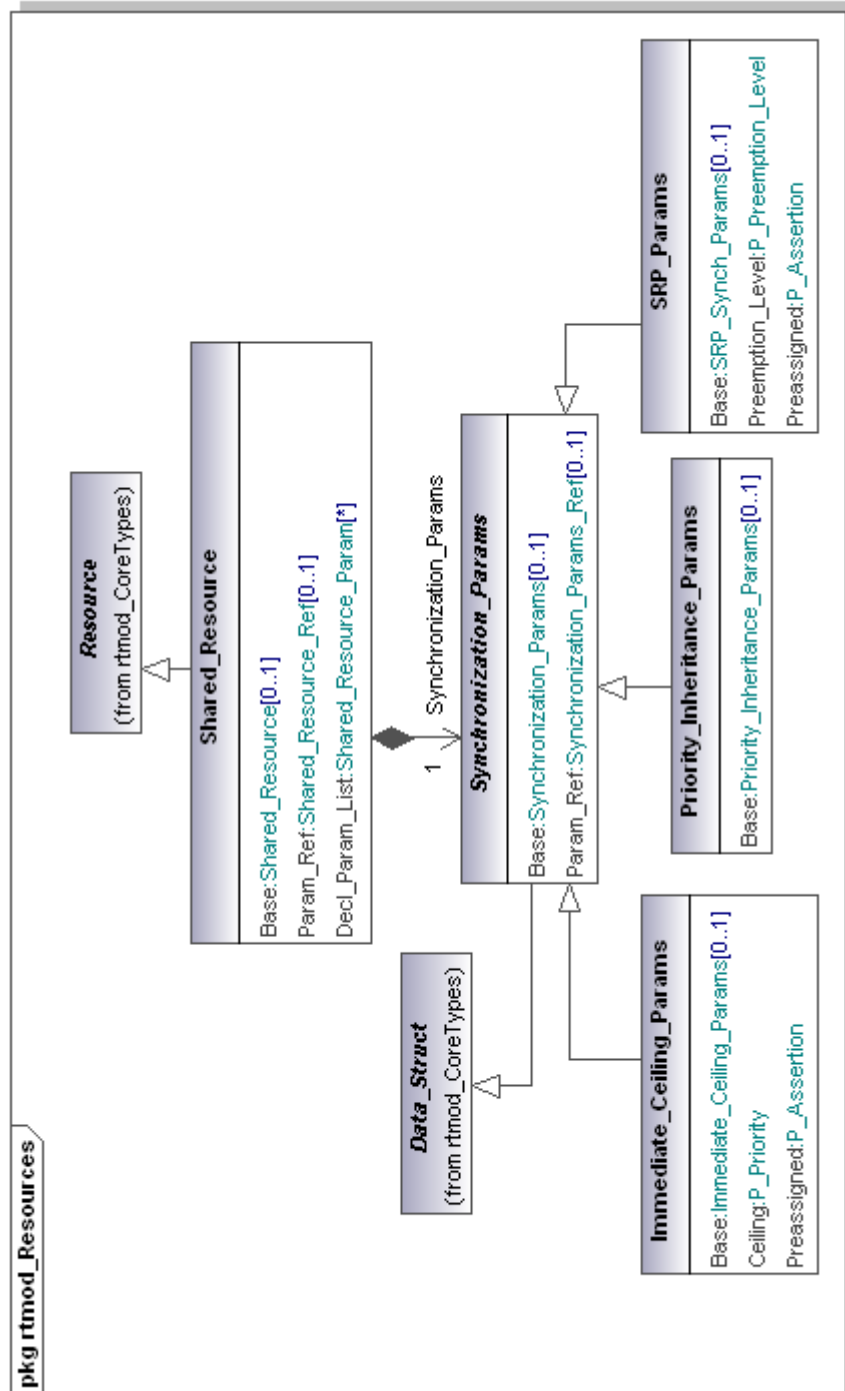 pkg rtmod_Resources
Resource
(from rtmod_CoreTypes)
Shared_Resource
Base:Shared_Resource[0..1]
Param_Ref:Shared_Resource_Ref[0..1]
Decl_Param_List:Shared_Resource_Param[*]
1
Synchronization_Params
Data_Struct
(from rtmod_CoreTypes)
Synchronization_Params
Base:Synchronization_Params[0..1]
Param_Ref:Synchronization_Params_Ref[0..1]
Immediate_Ceiling_Params
Base:Immediate_Ceiling_Params[0..1]
Ceiling:P_Priority
Preassigned:P_Assertion
Priority_Inheritance_Params
Base:Priority_Inheritance_Params[0..1]
SRP_Params
Base:SRP_Synch_Params[0..1]
Preemption_Level:P_Preemption_Level
Preassigned:P_Assertion